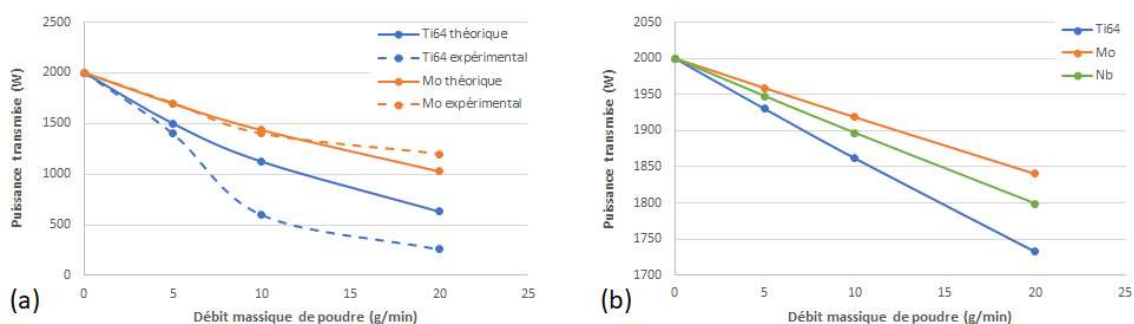 2500
2000
1500
1000
500
0
Puissance transmise (W)
0 5 10 15 20 25
Débit massique de poudre (g/min)
Ti64 théorique
Ti64 expérimental
Mo théorique
Mo expérimental
(a)
2050
2000
1950
1900
1850
1800
1750
1700
Puissance transmise (W)
0 5 10 15 20 25
Débit massique de poudre (g/min)
Ti64
Mo
Nb
(b)